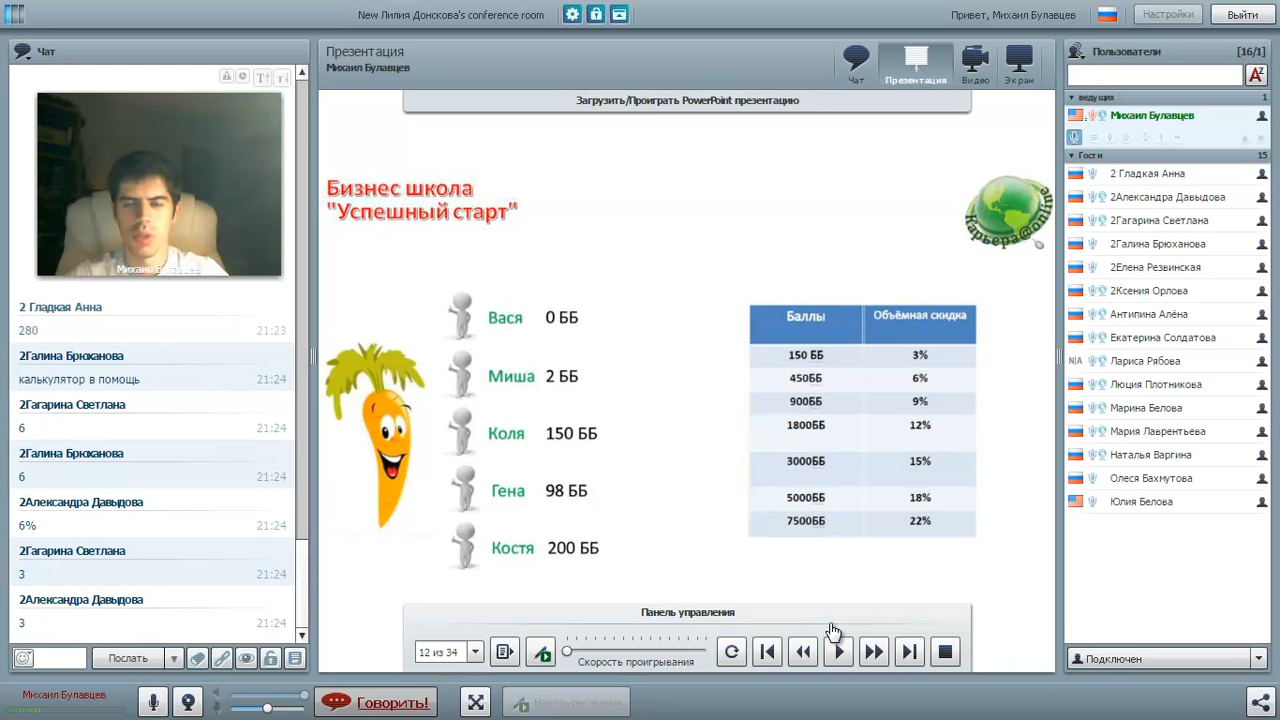 New Лилия Донскова's conference room
Привет, Михаил Булавцев
Настройки
Выйти
Чат
Михаил Булавцев
2 Гладкая Анна
280 21:23
2Галина Брюханова
калькулятор в помощь 21:24
2Гагарина Светлана
6 21:24
2Галина Брюханова
6 21:24
2Александра Давыдова
6% 21:24
2Гагарина Светлана
3 21:24
2Александра Давыдова
3 21:24
Послать
Презентация
Михаил Булавцев
Чат
Презентация
Видео
Экран
Загрузить/Проиграть PowerPoint презентацию
Бизнес школа
"Успешный старт"
Карьера@online
Вася 0 ББ
Миша 2 ББ
Коля 150 ББ
Гена 98 ББ
Костя 200 ББ
Баллы Объёмная скидка
150 ББ 3%
450ББ 6%
900ББ 9%
1800ББ 12%
3000ББ 15%
5000ББ 18%
7500ББ 22%
Панель управления
12 из 34
Скорость проигрывания
Пользователи [16/1]
AZ
ведущих 1
Михаил Булавцев
Гости 15
2 Гладкая Анна
2Александра Давыдова
2Гагарина Светлана
2Галина Брюханова
2Елена Резвинская
2Ксения Орлова
Антипина Алёна
Екатерина Солдатова
N/A Лариса Рябова
Люция Плотникова
Марина Белова
Мария Лаврентьева
Наталья Варгина
Олеся Бахмутова
Юлия Белова
Подключен
Михаил Булавцев
Говорить!